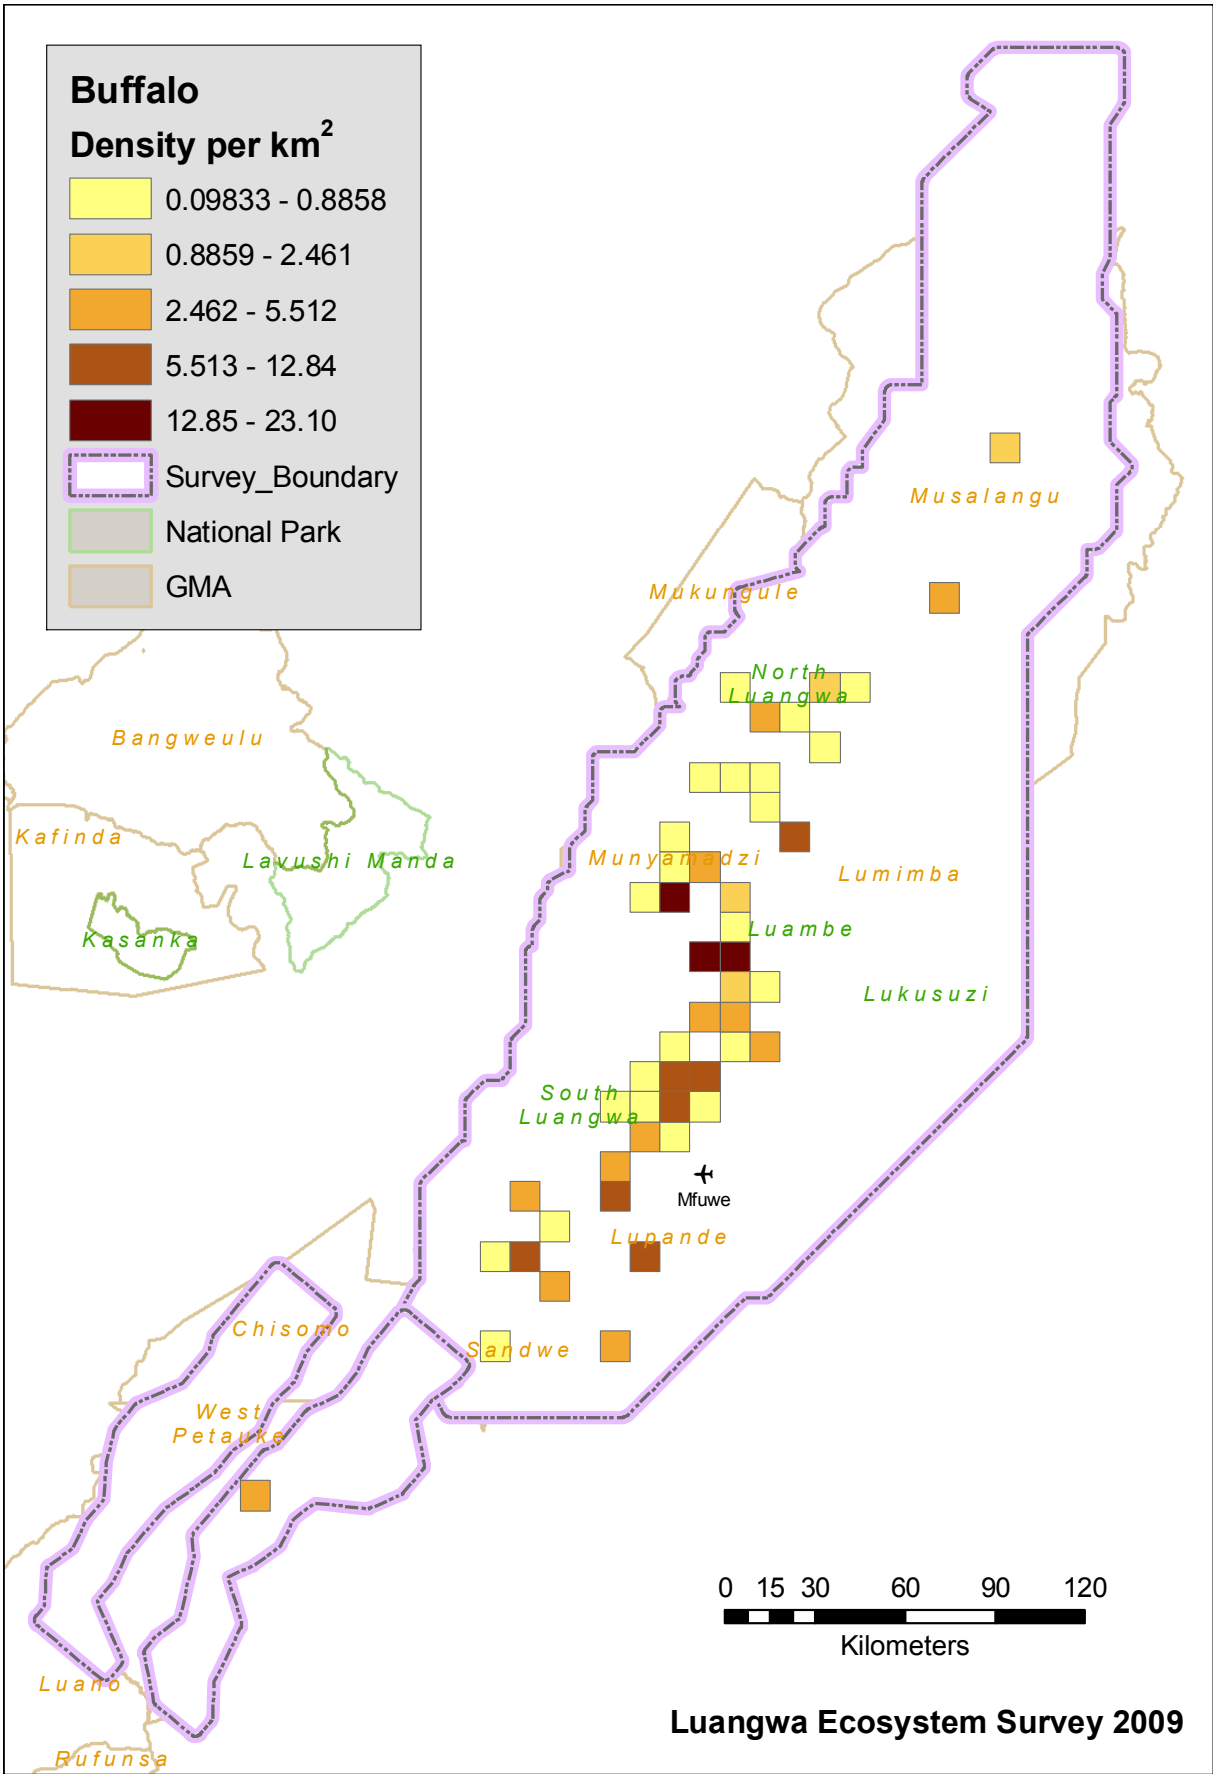 Buffalo
Density per km2
0.09833 - 0.8858
0.8859 - 2.461
2.462 - 5.512
5.513 - 12.84
12.85 - 23.10
Survey_Boundary
National Park
GMA
Musalangu
Mukungule
North
Luangwa
Bangweulu
Kafinda
Lavushi Manda
Munyamadzi
Lumimba
Kasanka
Luambe
Lukusuzi
South
Luangwa
Mfuwe
Lupande
Chisomo
Sandwe
West
Petauke
0 15 30 60 90 120
Kilometers
Luano
Luangwa Ecosystem Survey 2009
Rufunsa